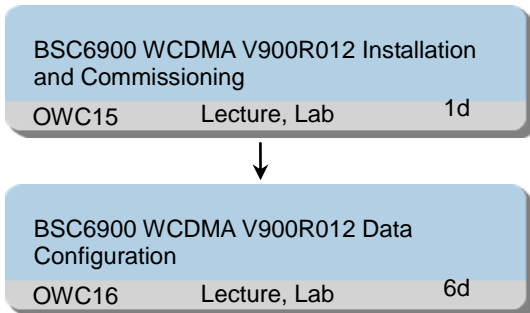 BSC6900 WCDMA V900R012 Installation
and Commissioning
OWC15 Lecture, Lab 1d
BSC6900 WCDMA V900R012 Data
Configuration
OWC16 Lecture, Lab 6d